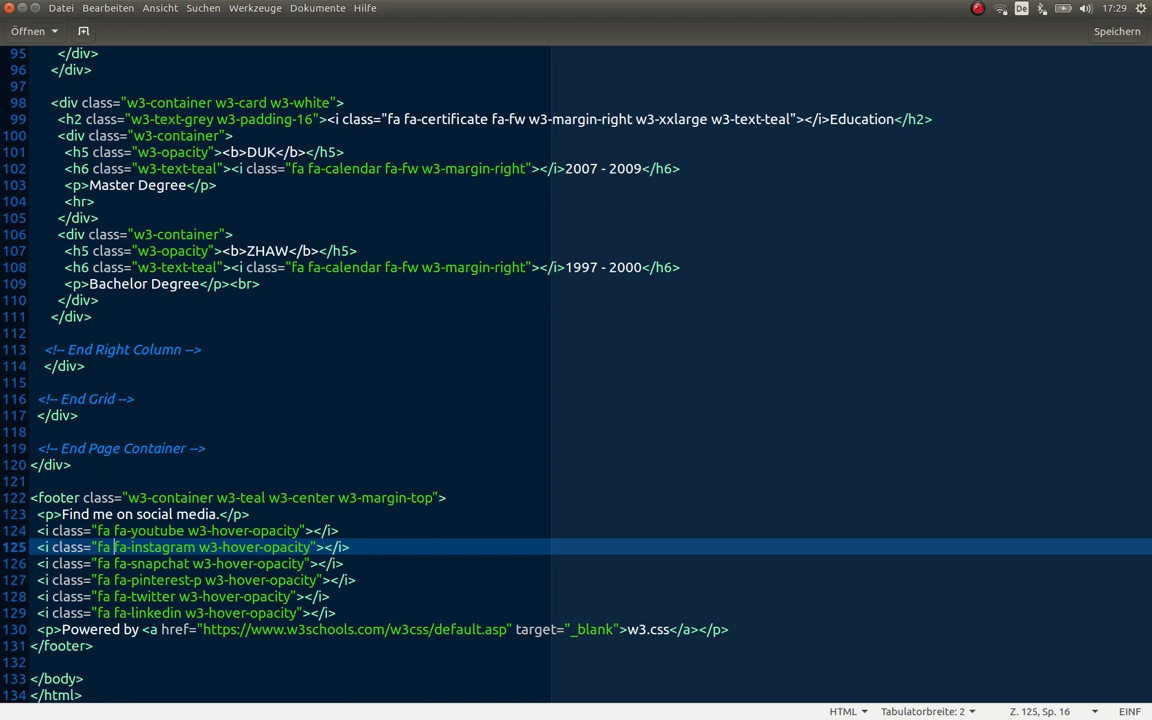 Datei Bearbeiten Ansicht Suchen Werkzeuge Dokumente Hilfe De 17:29
Öffnen Speichern
95 </div>
96 </div>
97
98 <div class="w3-container w3-card w3-white">
99 <h2 class="w3-text-grey w3-padding-16"><i class="fa fa-certificate fa-fw w3-margin-right w3-xxlarge w3-text-teal"></i>Education</h2>
100 <div class="w3-container">
101 <h5 class="w3-opacity"><b>DUK</b></h5>
102 <h6 class="w3-text-teal"><i class="fa fa-calendar fa-fw w3-margin-right"></i>2007 - 2009</h6>
103 <p>Master Degree</p>
104 <hr>
105 </div>
106 <div class="w3-container">
107 <h5 class="w3-opacity"><b>ZHAW</b></h5>
108 <h6 class="w3-text-teal"><i class="fa fa-calendar fa-fw w3-margin-right"></i>1997 - 2000</h6>
109 <p>Bachelor Degree</p><br>
110 </div>
111 </div>
112
113 <!-- End Right Column -->
114 </div>
115
116 <!-- End Grid -->
117 </div>
118
119 <!-- End Page Container -->
120 </div>
121
122 <footer class="w3-container w3-teal w3-center w3-margin-top">
123 <p>Find me on social media.</p>
124 <i class="fa fa-youtube w3-hover-opacity"></i>
125 <i class="fa fa-instagram w3-hover-opacity"></i>
126 <i class="fa fa-snapchat w3-hover-opacity"></i>
127 <i class="fa fa-pinterest-p w3-hover-opacity"></i>
128 <i class="fa fa-twitter w3-hover-opacity"></i>
129 <i class="fa fa-linkedin w3-hover-opacity"></i>
130 <p>Powered by <a href="https://www.w3schools.com/w3css/default.asp" target="_blank">w3.css</a></p>
131 </footer>
132
133 </body>
134 </html>
HTML Tabulatorbreite: 2 Z. 125, Sp. 16 EINF